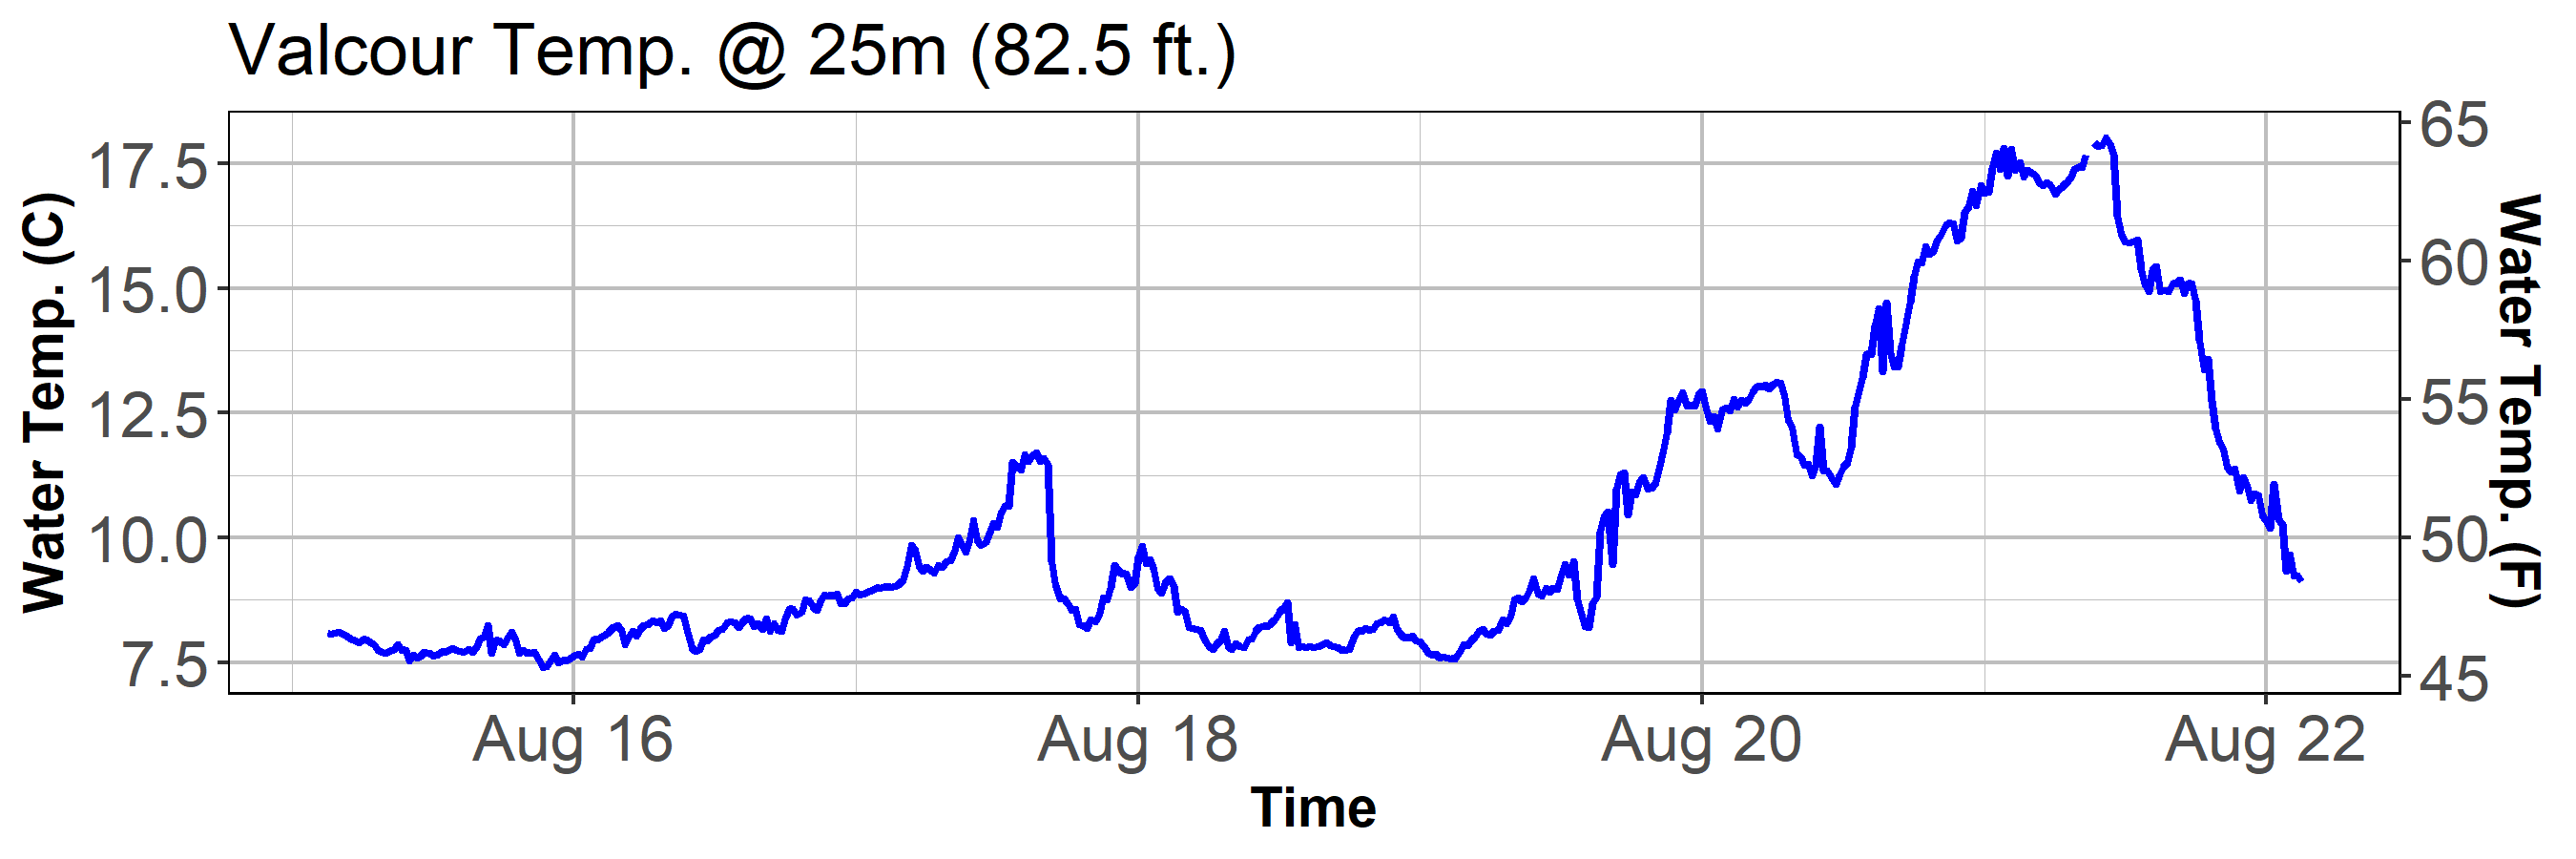 Valcour Temp. @ 25m (82.5 ft.)
Water Temp. (C)
17.5
15.0
12.5
10.0
7.5
65
60
55
50
45
Water Temp. (F)
Aug 16
Aug 18
Aug 20
Aug 22
Time